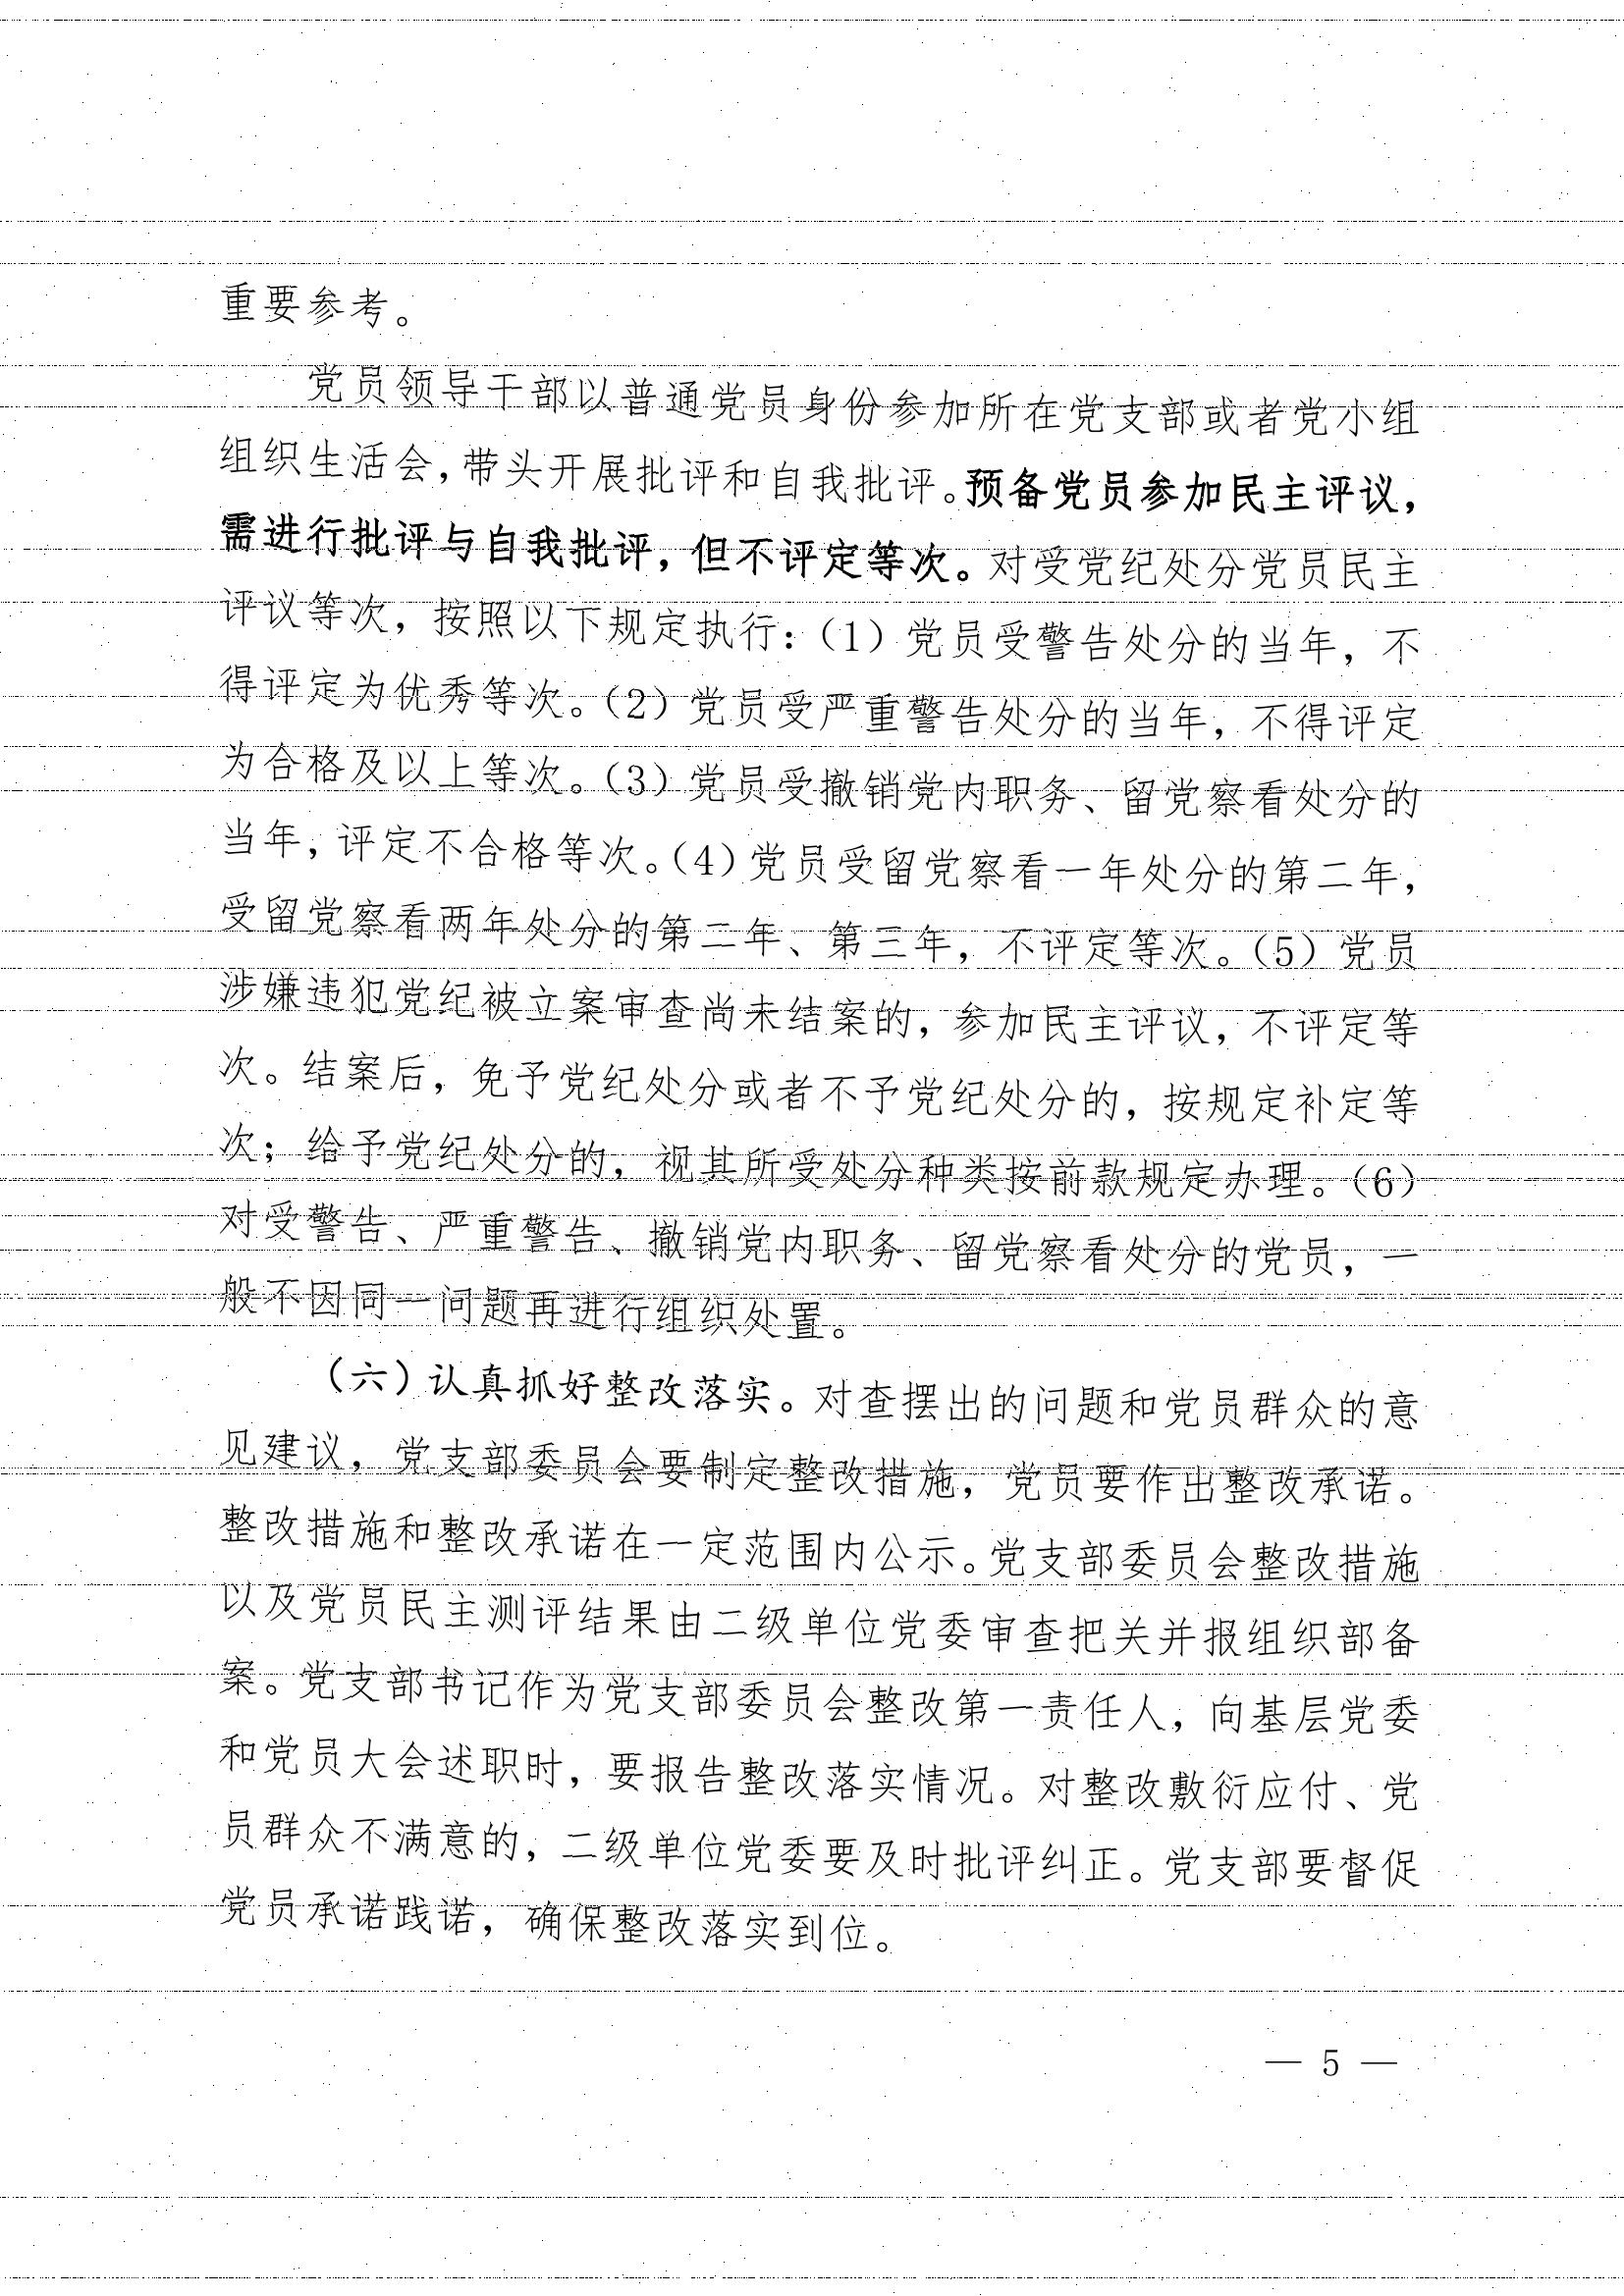 重要参考。
党员领导干部以普通党员身份参加所在党支部或者党小组
组织生活会，带头开展批评和自我批评。预备党员参加民主评议，
需进行批评与自我批评，但不评定等次。对受党纪处分党员民主
评议等次，按照以下规定执行：（1）党员受警告处分的当年，不
得评定为优秀等次。（2）党员受严重警告处分的当年，不得评定
为合格及以上等次。（3）党员受撤销党内职务、留党察看处分的
当年，评定不合格等次。（4）党员受留党察看一年处分的第二年，
受留党察看两年处分的第二年、第三年，不评定等次。（5）党员
涉嫌违犯党纪被立案审查尚未结案的，参加民主评议，不评定等
次。结案后，免予党纪处分或者不予党纪处分的，按规定补定等
次；给予党纪处分的，视其所受处分种类按前款规定办理。（6）
对受警告、严重警告、撤销党内职务、留党察看处分的党员，一
般不因同一问题再进行组织处置。
（六）认真抓好整改落实。对查摆出的问题和党员群众的意
见建议，党支部委员会要制定整改措施，党员要作出整改承诺。
整改措施和整改承诺在一定范围内公示。党支部委员会整改措施
以及党员民主测评结果由二级单位党委审查把关并报组织部备
案。党支部书记作为党支部委员会整改第一责任人，向基层党委
和党员大会述职时，要报告整改落实情况。对整改敷衍应付、党
员群众不满意的，二级单位党委要及时批评纠正。党支部要督促
党员承诺践诺，确保整改落实到位。
— 5 —